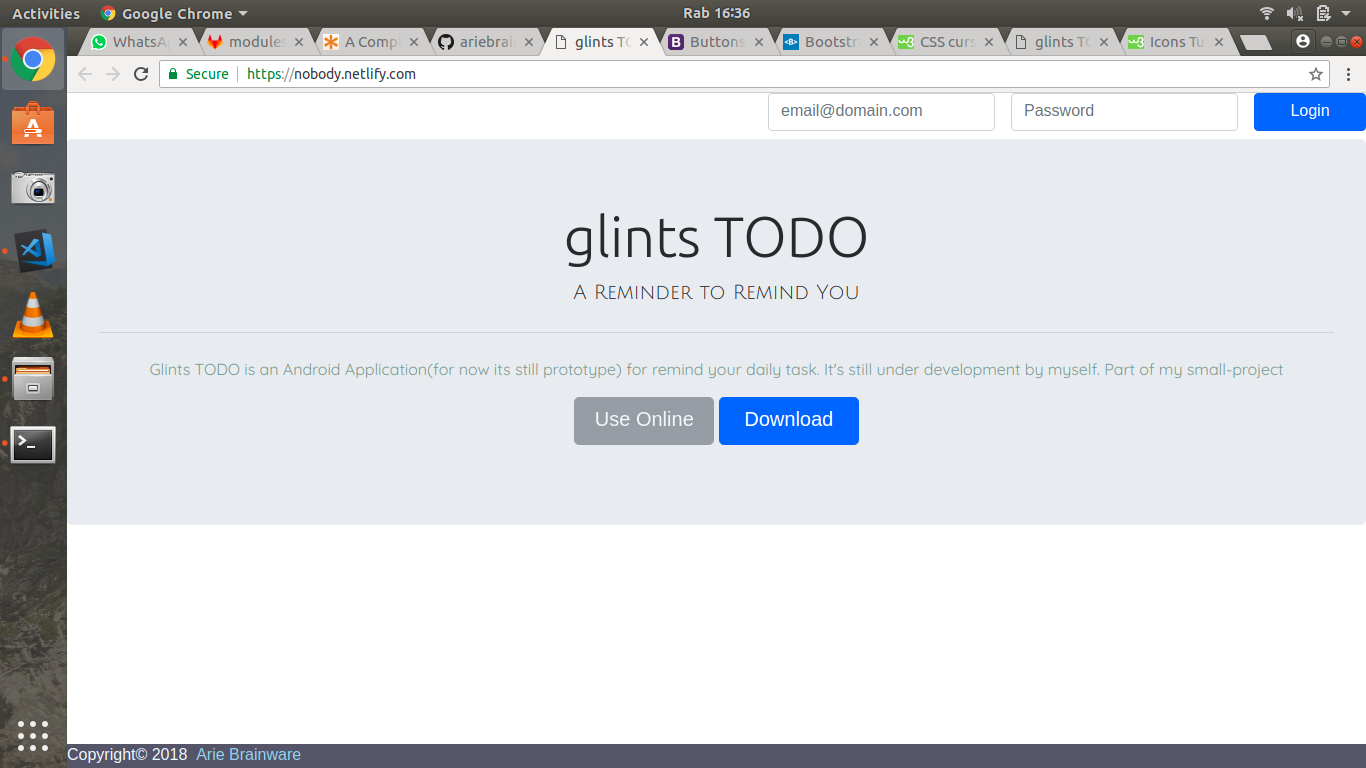 Activities Google Chrome Rab 16:36
WhatsA modules A Compl ariebrai glints TO Buttons Bootstra CSS curs glints TO Icons Tu
Secure https://nobody.netlify.com
email@domain.com Password Login
glints TODO
A Reminder to Remind You
Glints TODO is an Android Application(for now its still prototype) for remind your daily task. It's still under development by myself. Part of my small-project
Use Online Download
Copyright© 2018 Arie Brainware